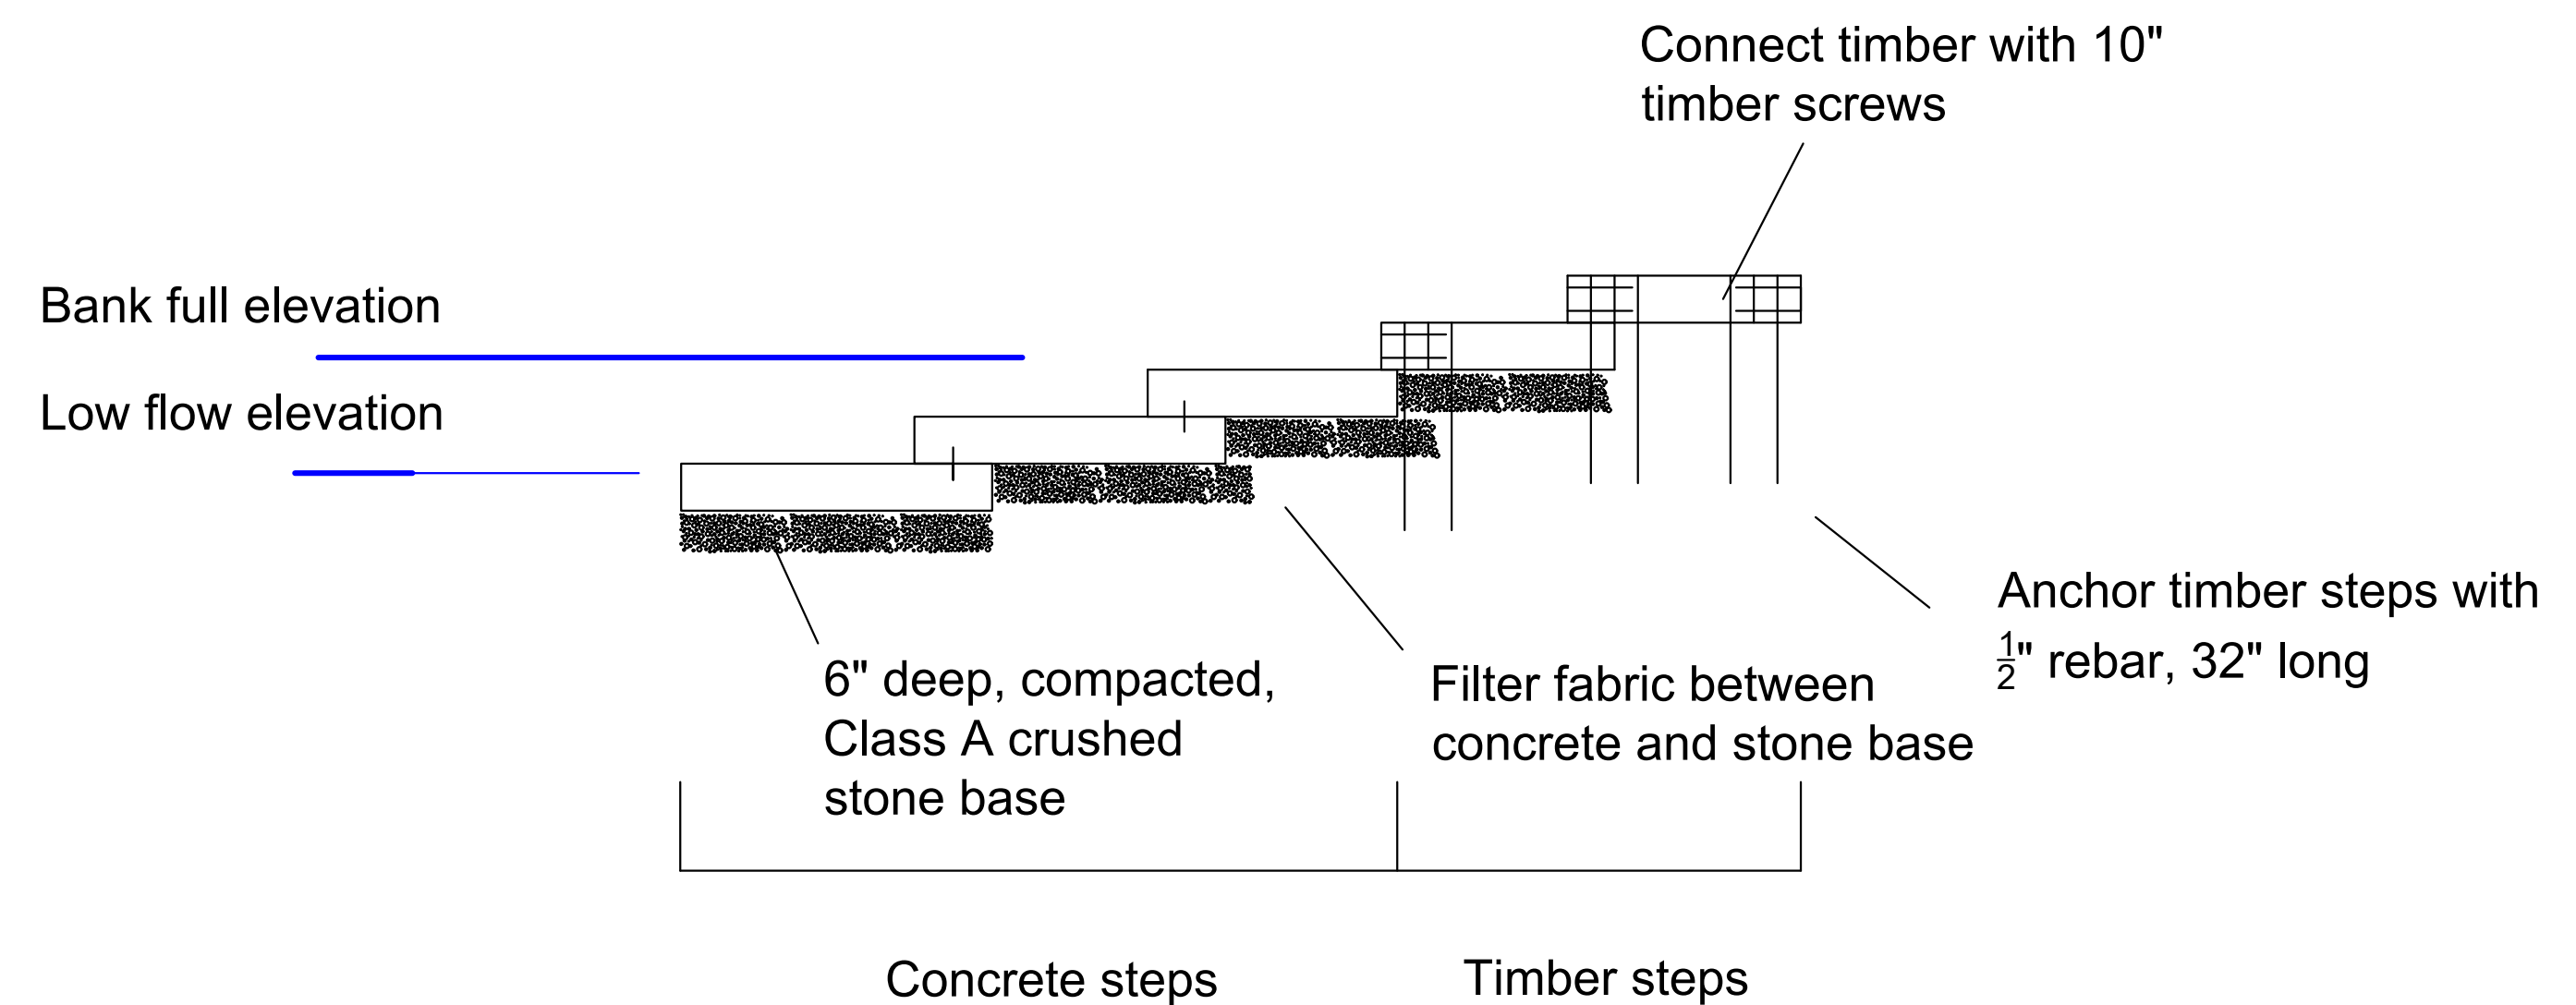 Connect timber with 10"
timber screws
Bank full elevation
Low flow elevation
Anchor timber steps with
½" rebar, 32" long
6" deep, compacted,
Class A crushed
stone base
Filter fabric between
concrete and stone base
Concrete steps
Timber steps